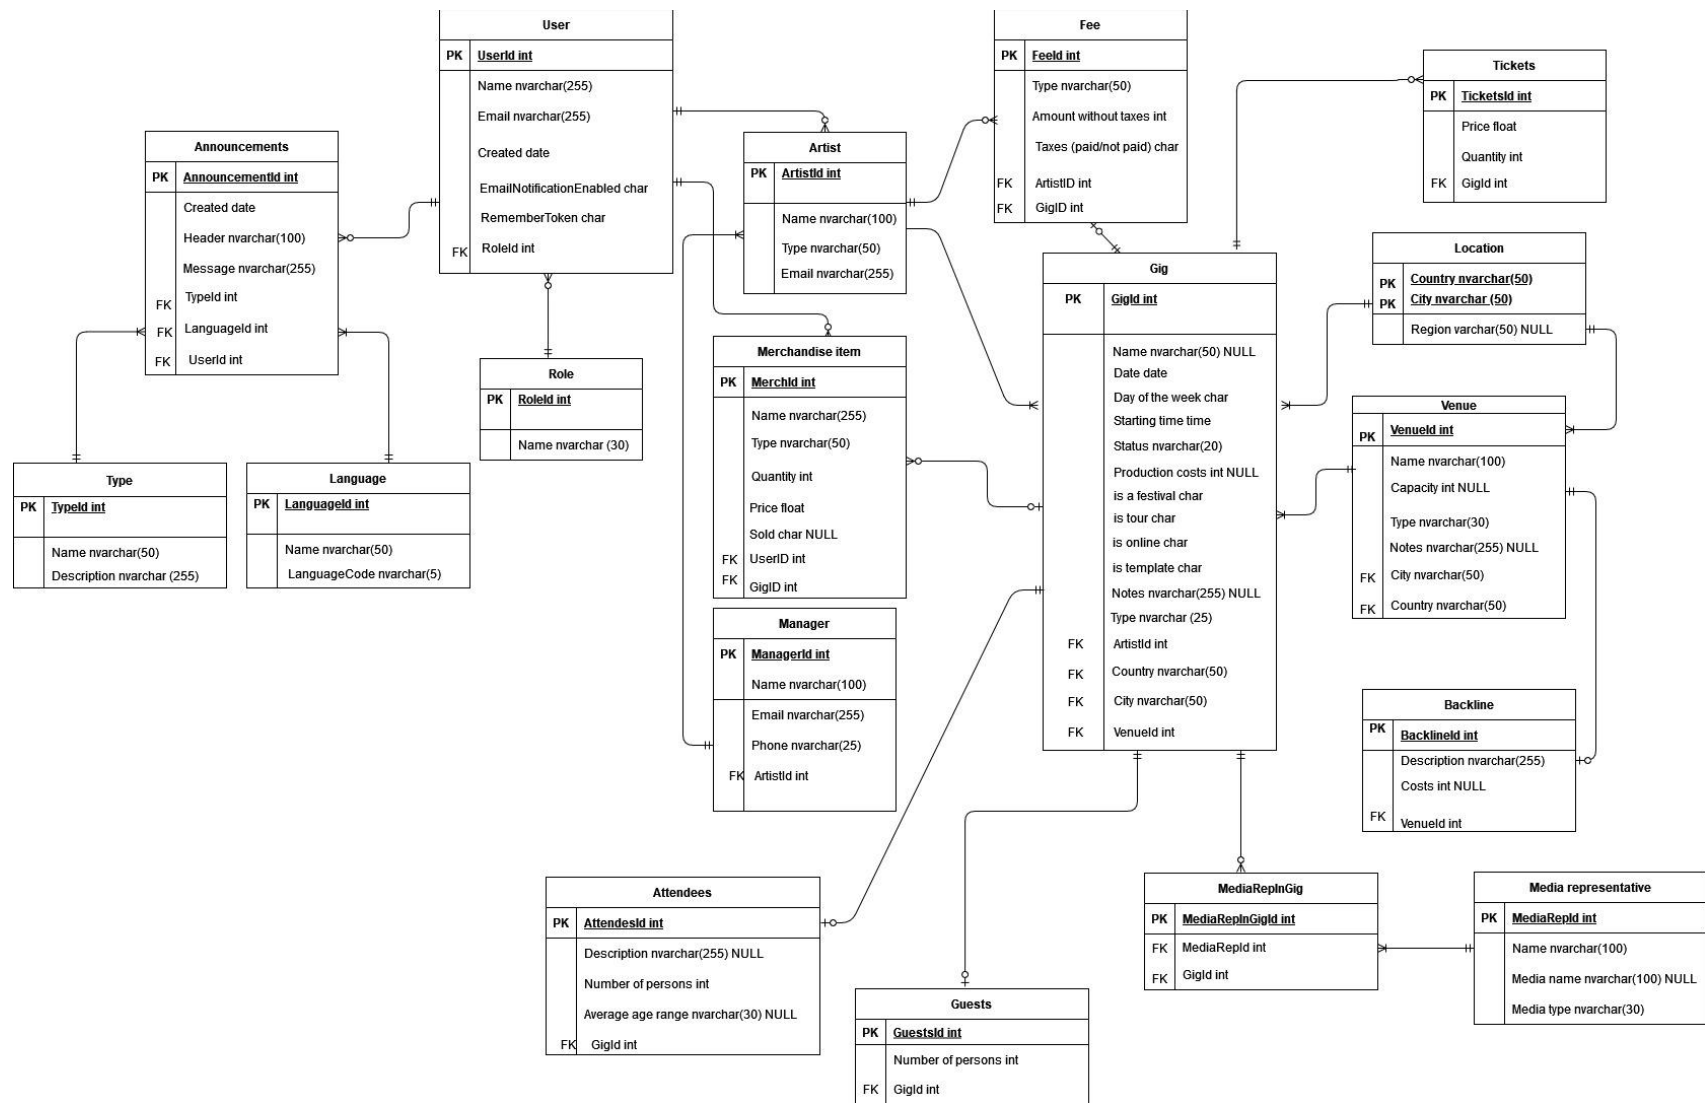 User
PK UserId int
Name nvarchar(255)
Email nvarchar(255)
Created date
EmailNotificationEnabled char
RememberToken char
FK RoleId int
Fee
PK FeeId int
Type nvarchar(50)
Amount without taxes int
Taxes (paid/not paid) char
FK ArtistID int
FK GigID int
Tickets
PK TicketsId int
Price float
Quantity int
FK GigId int
Announcements
PK AnnouncementId int
Created date
Header nvarchar(100)
Message nvarchar(255)
FK TypeId int
FK LanguageId int
FK UserId int
Artist
PK ArtistId int
Name nvarchar(100)
Type nvarchar(50)
Email nvarchar(255)
Location
PK Country nvarchar(50)
PK City nvarchar (50)
Region varchar(50) NULL
Gig
PK GigId int
Name nvarchar(50) NULL
Date date
Day of the week char
Starting time time
Status nvarchar(20)
Production costs int NULL
is a festival char
is tour char
is online char
is template char
Notes nvarchar(255) NULL
Type nvarchar (25)
FK ArtistId int
FK Country nvarchar(50)
FK City nvarchar(50)
FK VenueId int
Merchandise item
PK MerchId int
Name nvarchar(255)
Type nvarchar(50)
Quantity int
Price float
Sold char NULL
FK UserID int
FK GigID int
Role
PK RoleId int
Name nvarchar (30)
Venue
PK VenueId int
Name nvarchar(100)
Capacity int NULL
Type nvarchar(30)
Notes nvarchar(255) NULL
FK City nvarchar(50)
FK Country nvarchar(50)
Type
PK TypeId int
Name nvarchar(50)
Description nvarchar (255)
Language
PK LanguageId int
Name nvarchar(50)
LanguageCode nvarchar(5)
Manager
PK ManagerId int
Name nvarchar(100)
Email nvarchar(255)
Phone nvarchar(25)
FK ArtistId int
Backline
PK BacklineId int
Description nvarchar(255)
Costs int NULL
FK VenueId int
Attendees
PK AttendesId int
Description nvarchar(255) NULL
Number of persons int
Average age range nvarchar(30) NULL
FK GigId int
MediaRepInGig
PK MediaRepInGigId int
FK MediaRepId int
FK GigId int
Media representative
PK MediaRepId int
Name nvarchar(100)
Media name nvarchar(100) NULL
Media type nvarchar(30)
Guests
PK GuestsId int
Number of persons int
FK GigId int